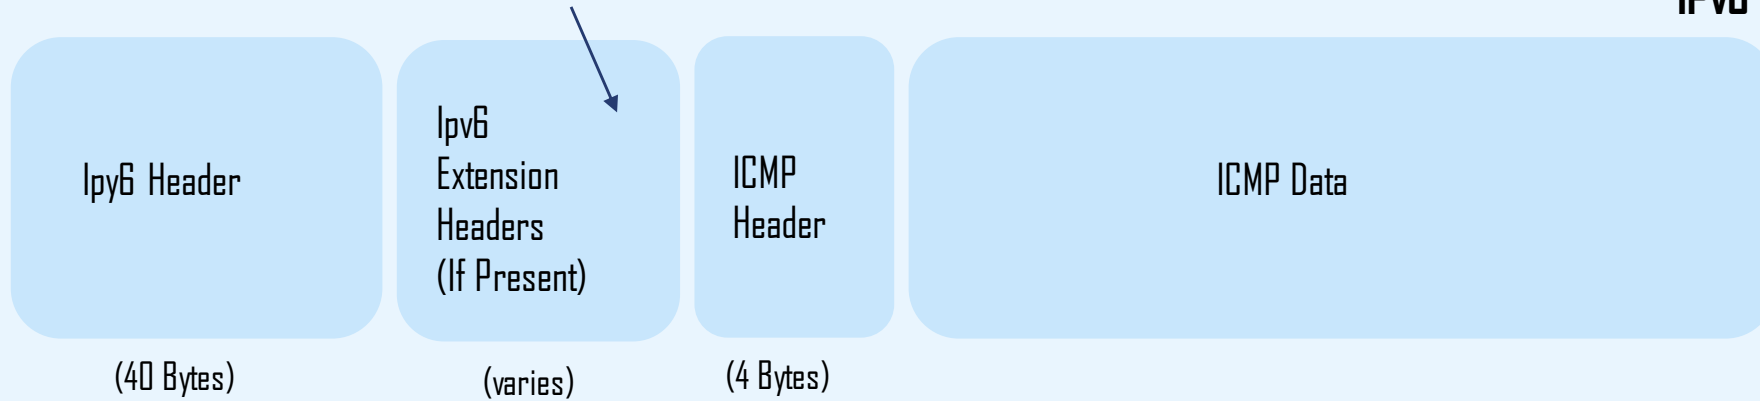 Ipy6 Header
Ipv6
Extension
Headers
(If Present)
ICMP
Header
ICMP Data
(40 Bytes)
(varies)
(4 Bytes)